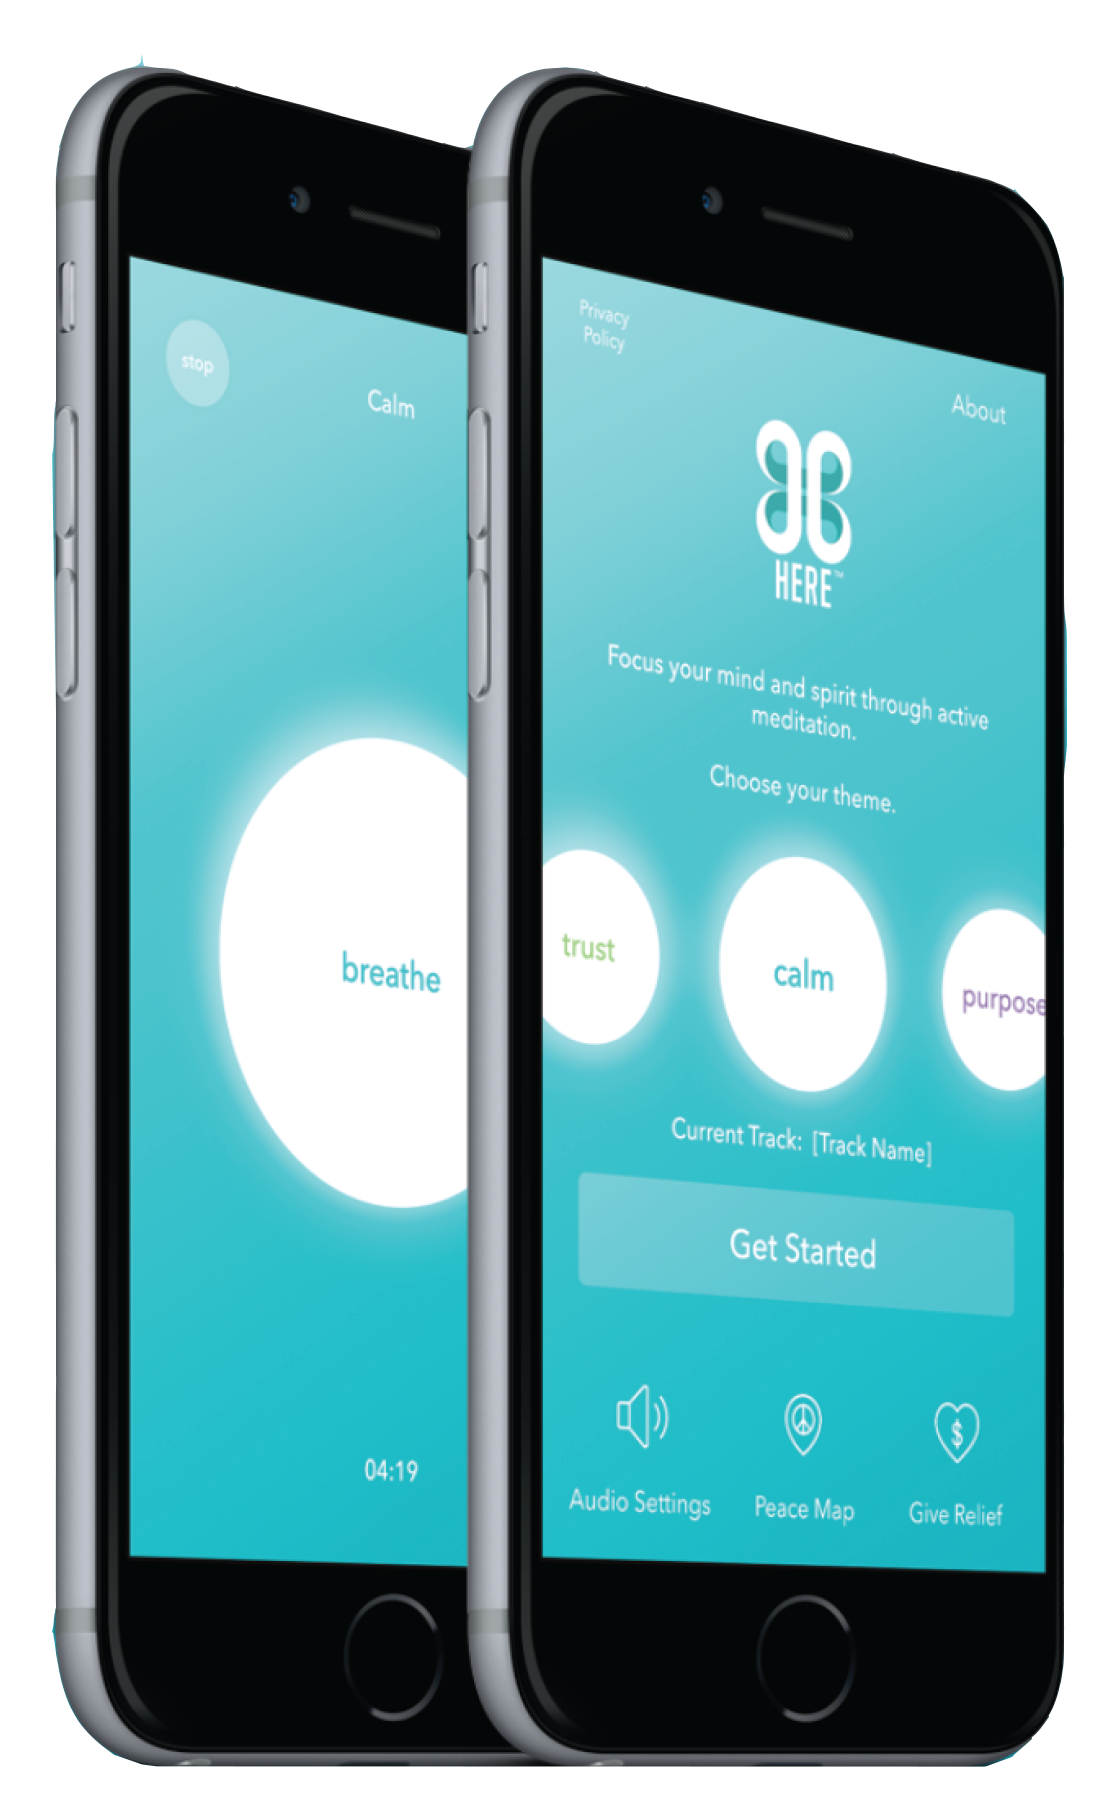 stop
Calm
breathe
04:19
Privacy
Policy
About
HERE™
Focus your mind and spirit through active
meditation.
Choose your theme.
trust
calm
purpose
Current Track: [Track Name]
Get Started
$
Audio Settings
Peace Map
Give Relief